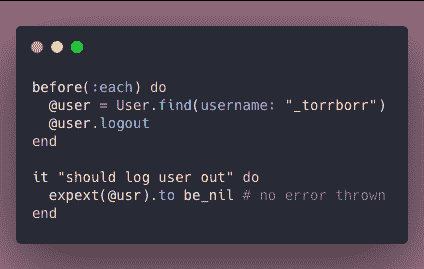 before(:each) do
@user = User.find(username: "_torrborr")
@user.logout
end
it "should log user out" do
expext(@usr).to be_nil # no error thrown
end